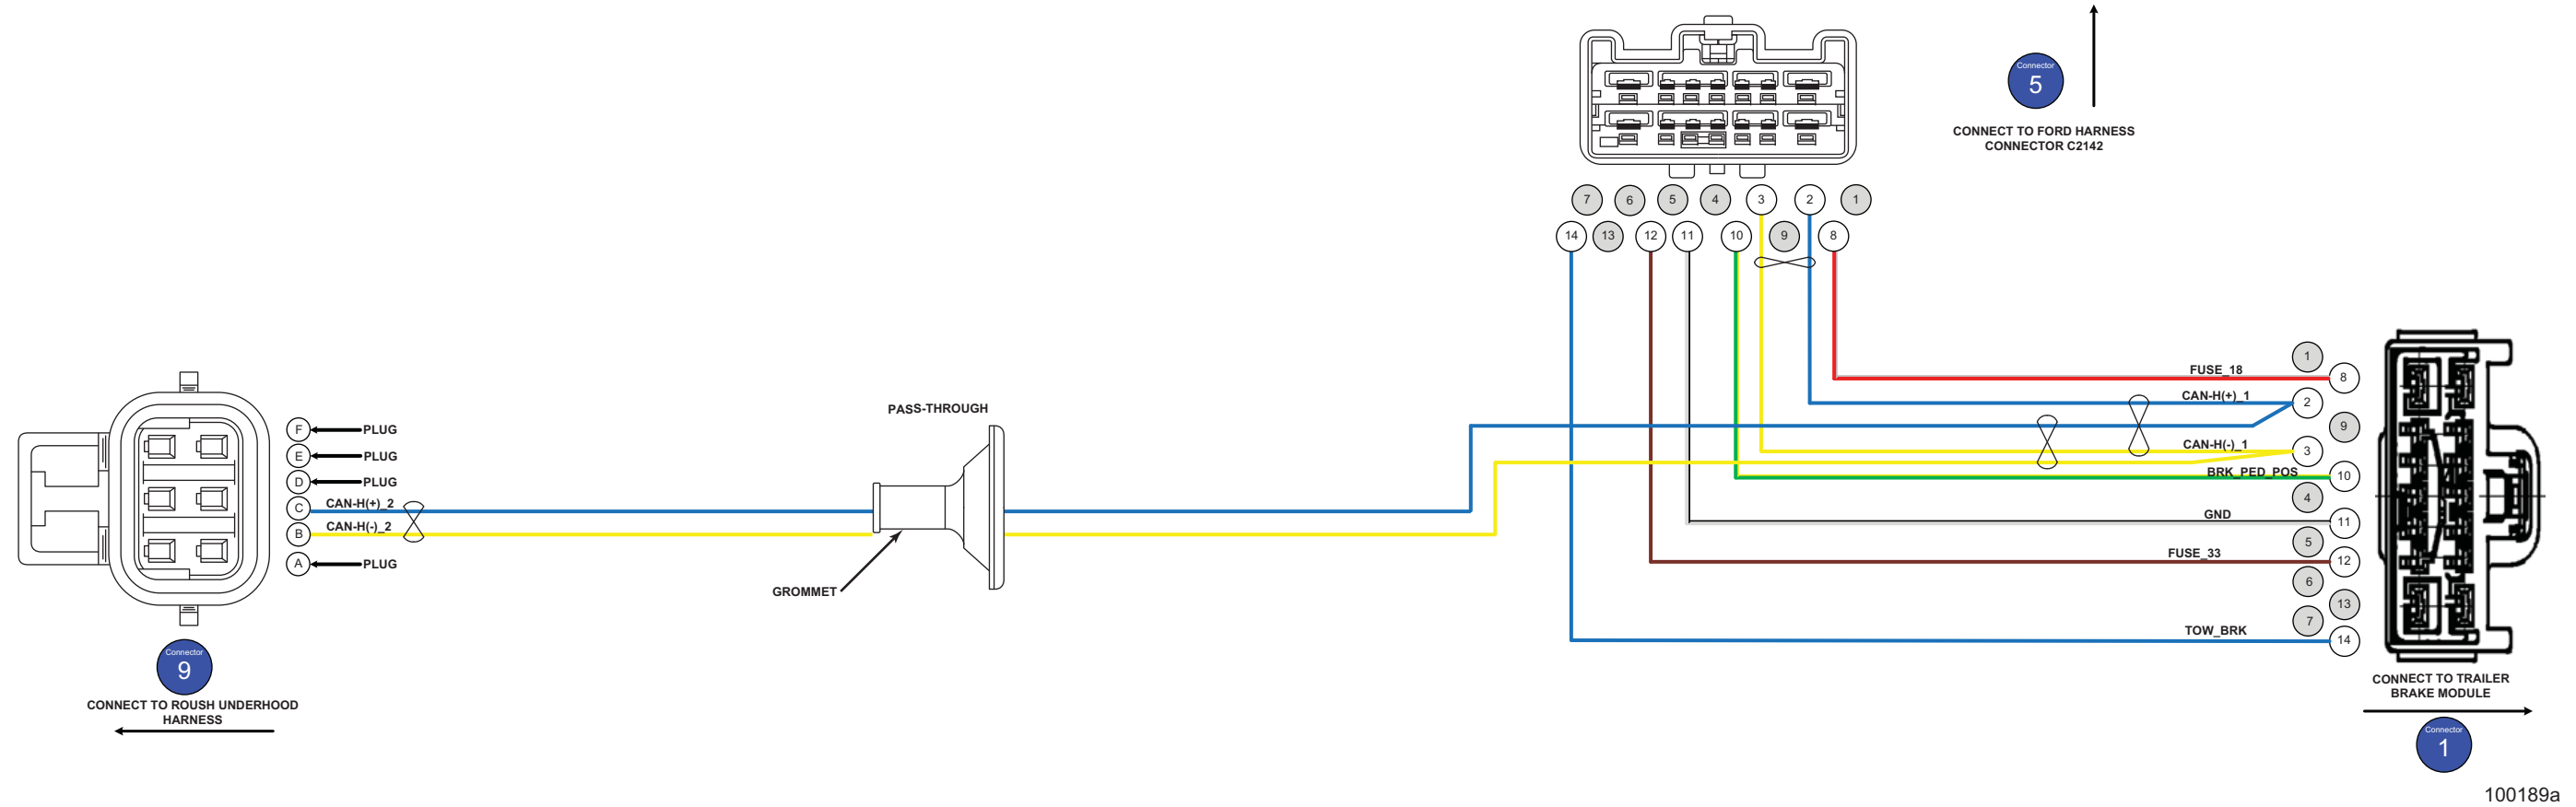 Connector
5
CONNECT TO FORD HARNESS
CONNECTOR C2142
7 6 5 4 3 2 1
14 13 12 11 10 9 8
FUSE_18
1
8
CAN-H(+)_1
2
9
CAN-H(-)_1
3
BRK_PED_POS
10
4
GND
11
5
FUSE_33
12
6
13
7
TOW_BRK
14
CONNECT TO TRAILER
BRAKE MODULE
Connector
1
PASS-THROUGH
GROMMET
F PLUG
E PLUG
D PLUG
C CAN-H(+)_2
B CAN-H(-)_2
A PLUG
Connector
9
CONNECT TO ROUSH UNDERHOOD
HARNESS
100189a